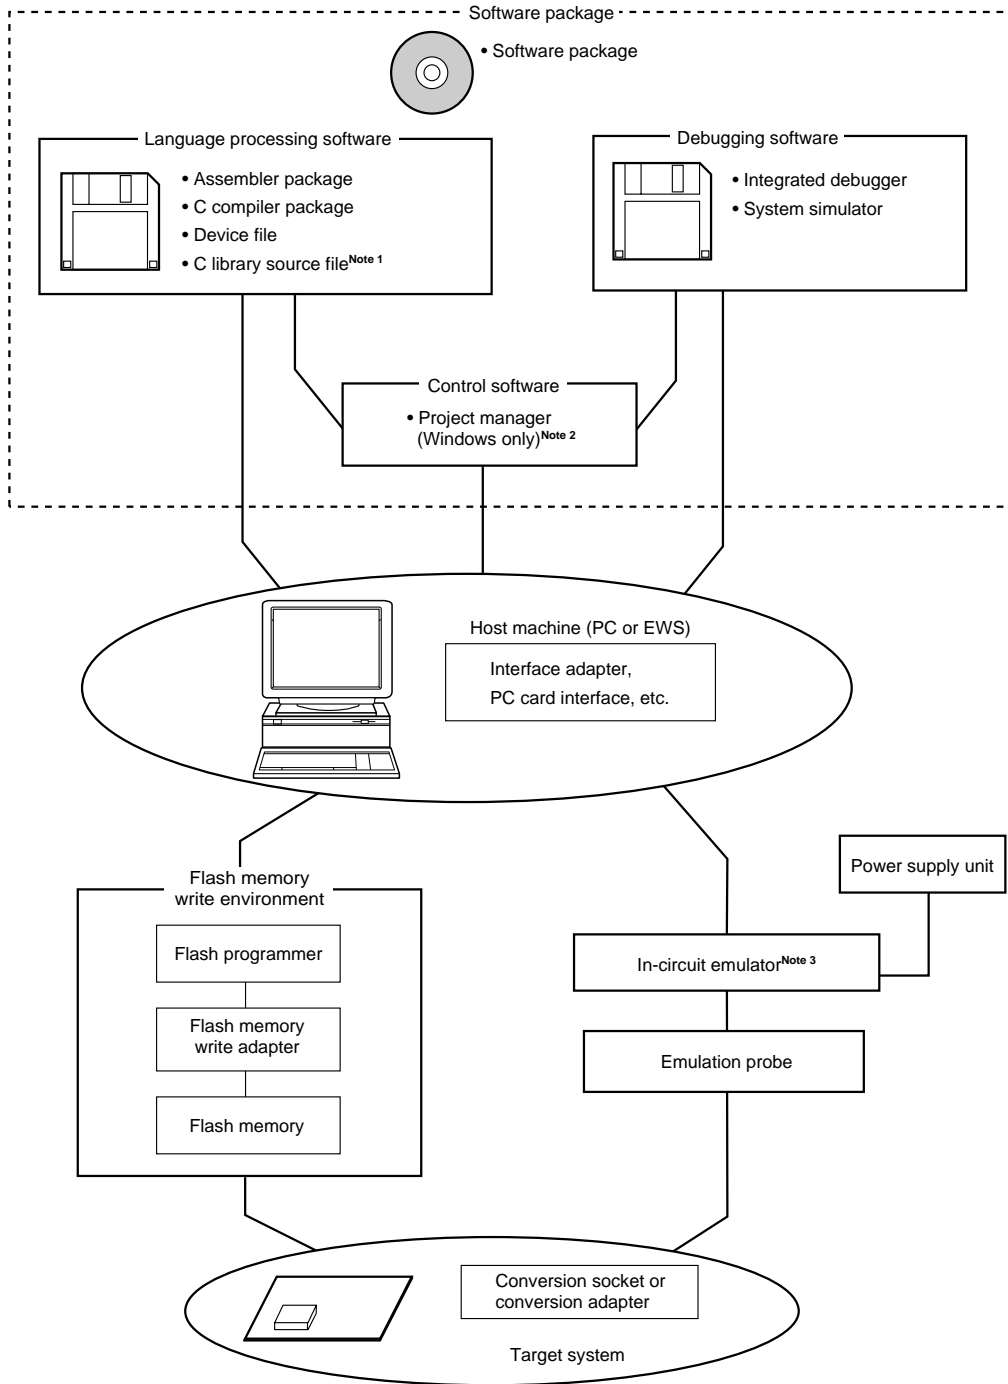 Software package
• Software package
Language processing software
• Assembler package
• C compiler package
• Device file
• C library source file Note 1
Debugging software
• Integrated debugger
• System simulator
Control software
• Project manager
(Windows only) Note 2
Host machine (PC or EWS)
Interface adapter,
PC card interface, etc.
Flash memory
write environment
Flash programmer
Flash memory
write adapter
Flash memory
Power supply unit
In-circuit emulator Note 3
Emulation probe
Conversion socket or
conversion adapter
Target system